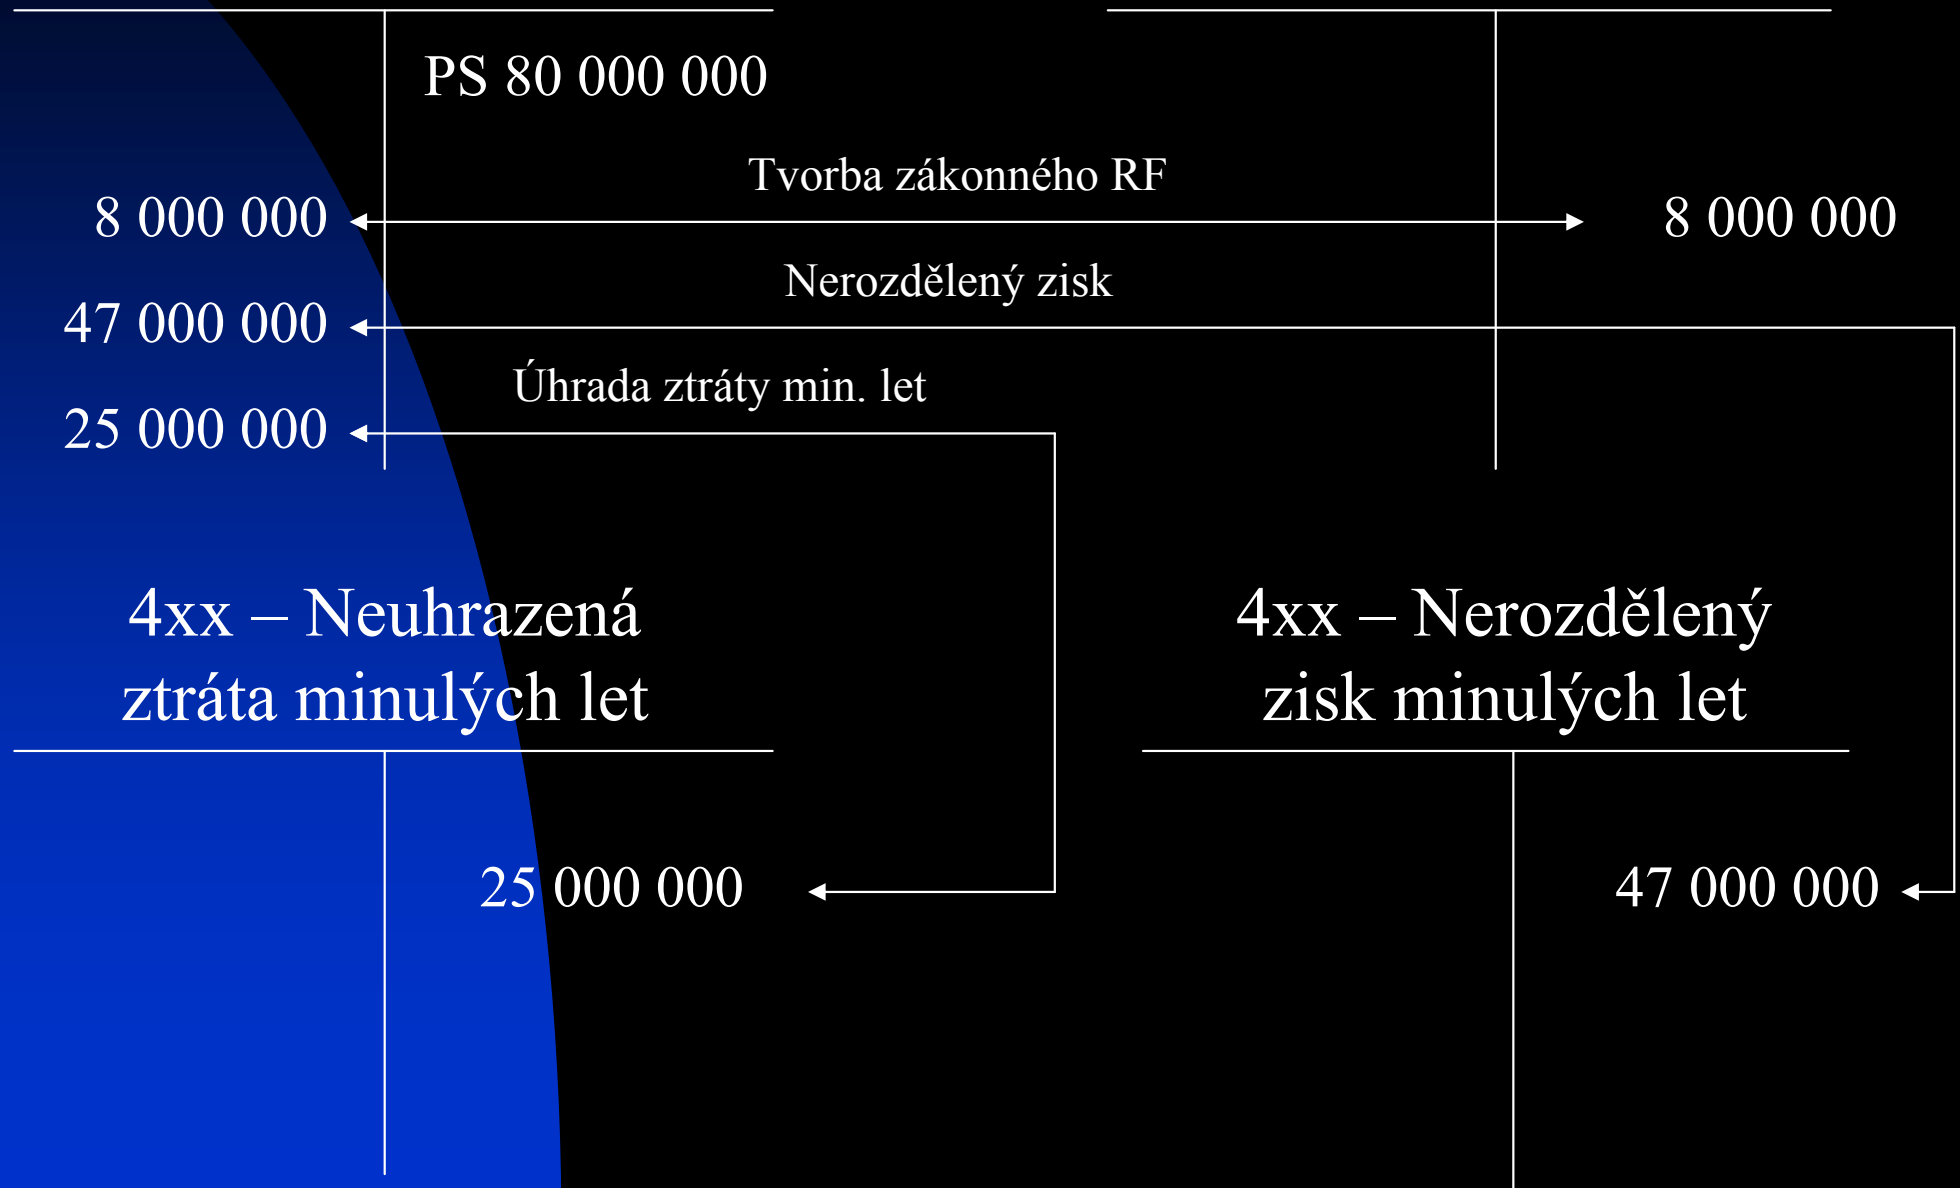 PS 80 000 000
Tvorba zákonného RF
8 000 000
8 000 000
Nerozdělený zisk
47 000 000
Úhrada ztráty min. let
25 000 000
4xx – Neuhrazená
ztráta minulých let
4xx – Nerozdělený
zisk minulých let
25 000 000
47 000 000